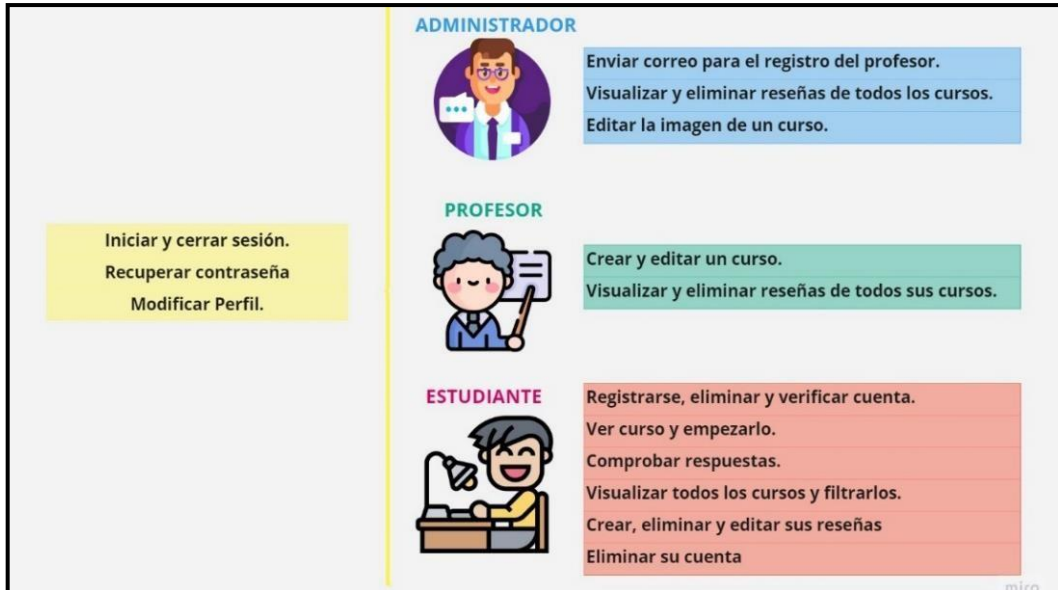 Iniciar y cerrar sesión.
Recuperar contraseña
Modificar Perfil.
ADMINISTRADOR
Enviar correo para el registro del profesor.
Visualizar y eliminar reseñas de todos los cursos.
Editar la imagen de un curso.
PROFESOR
Crear y editar un curso.
Visualizar y eliminar reseñas de todos sus cursos.
ESTUDIANTE
Registrarse, eliminar y verificar cuenta.
Ver curso y empezarlo.
Comprobar respuestas.
Visualizar todos los cursos y filtrarlos.
Crear, eliminar y editar sus reseñas
Eliminar su cuenta
miro